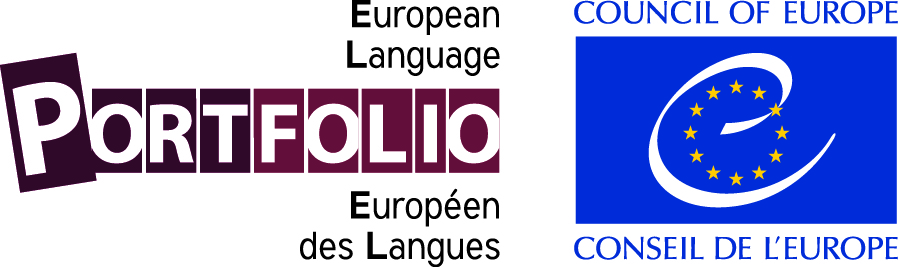 European
Language
PORTFOLIO
Européen
des Langues
COUNCIL OF EUROPE
CONSEIL DE L'EUROPE